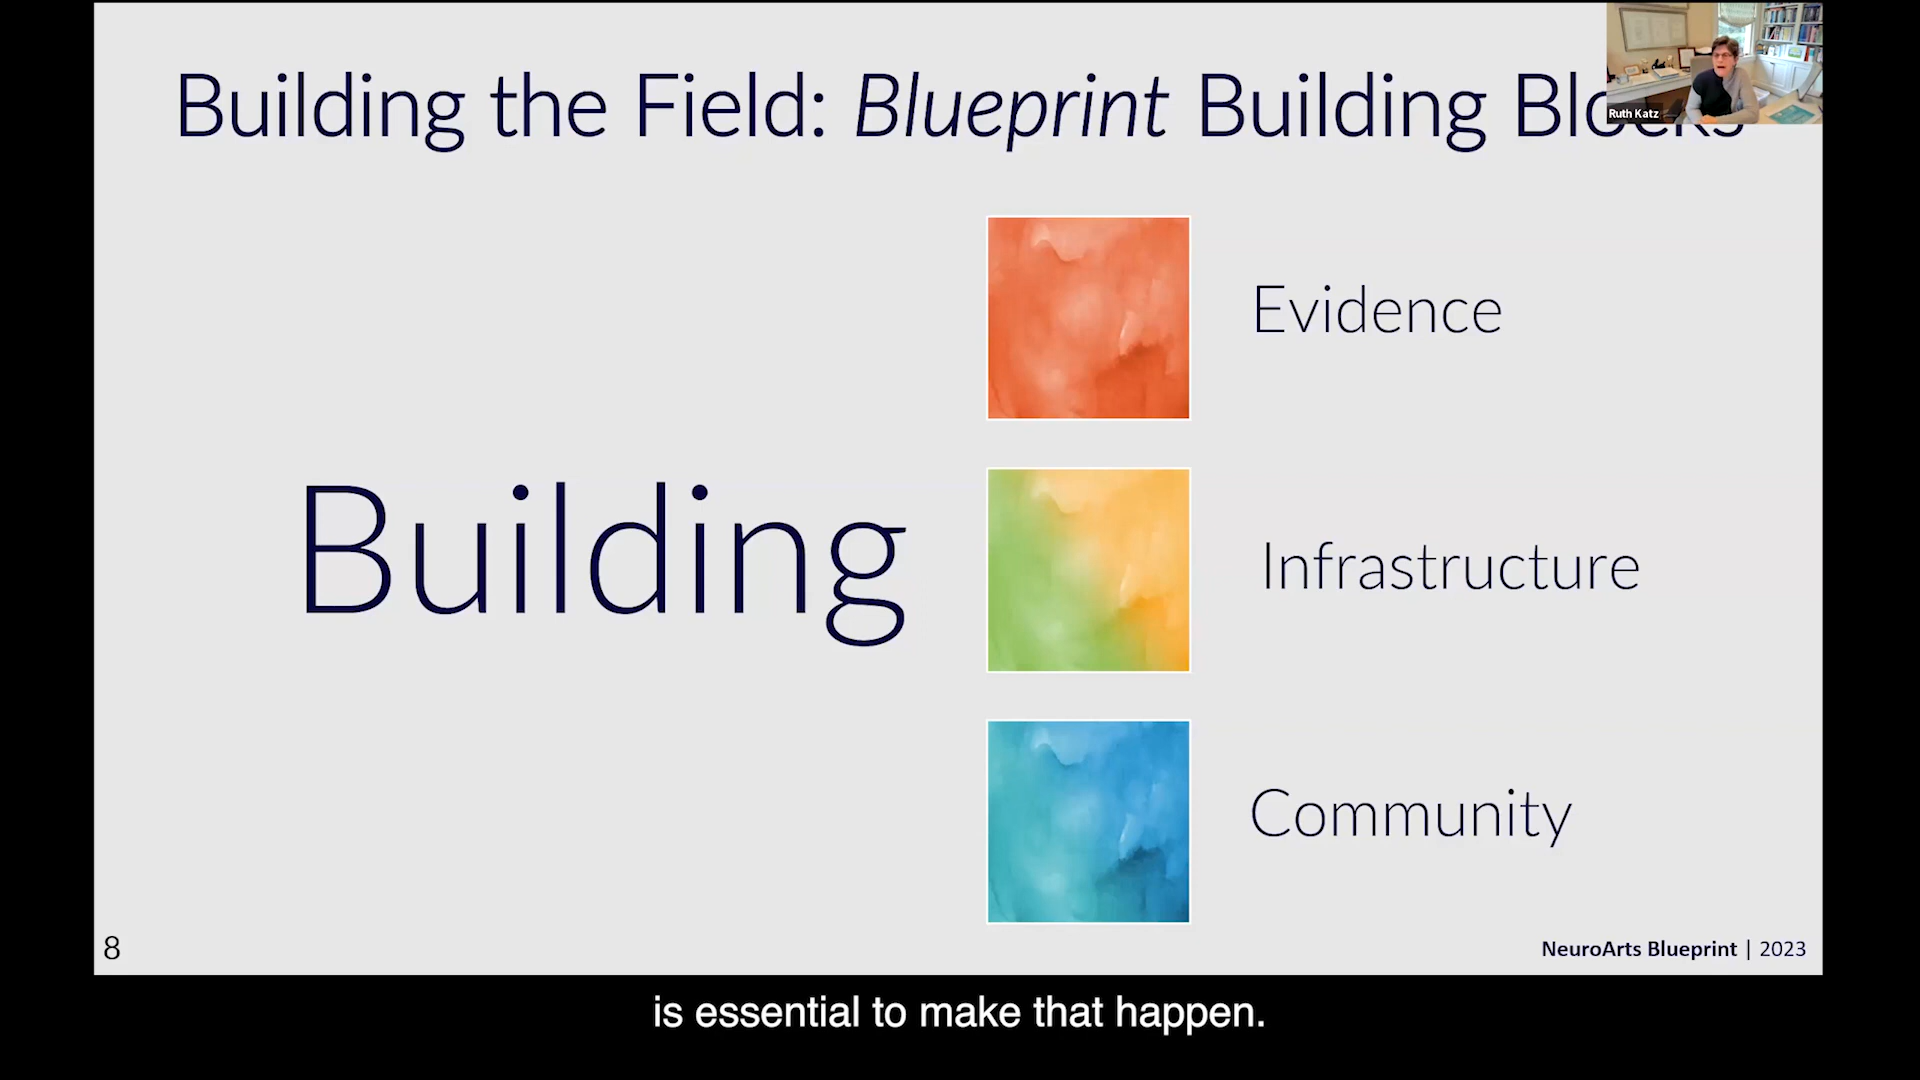 Building the Field: Blueprint Building Blocks
Ruth Katz
Evidence
Building
Infrastructure
Community
8
NeuroArts Blueprint | 2023
is essential to make that happen.